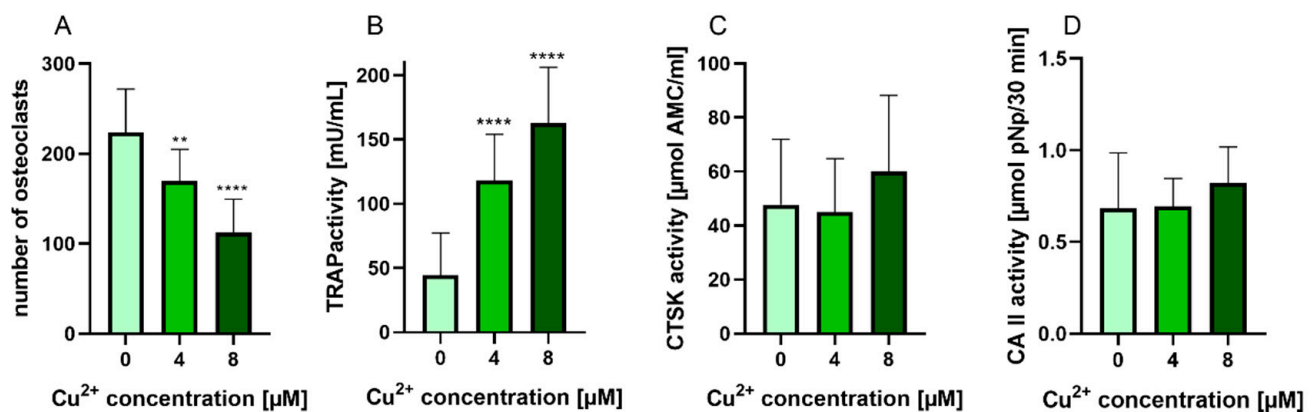 A
number of osteoclasts
300
200
100
0
**
****
0 4 8
Cu²⁺ concentration [µM]
B
TRAPactivity [mU/mL]
200
150
100
50
0
****
****
0 4 8
Cu²⁺ concentration [µM]
C
CTSK activity [µmol AMC/ml]
100
80
60
40
20
0
0 4 8
Cu²⁺ concentration [µM]
D
CA II activity [µmol pNp/30 min]
1.5
1.0
0.5
0.0
0 4 8
Cu²⁺ concentration [µM]